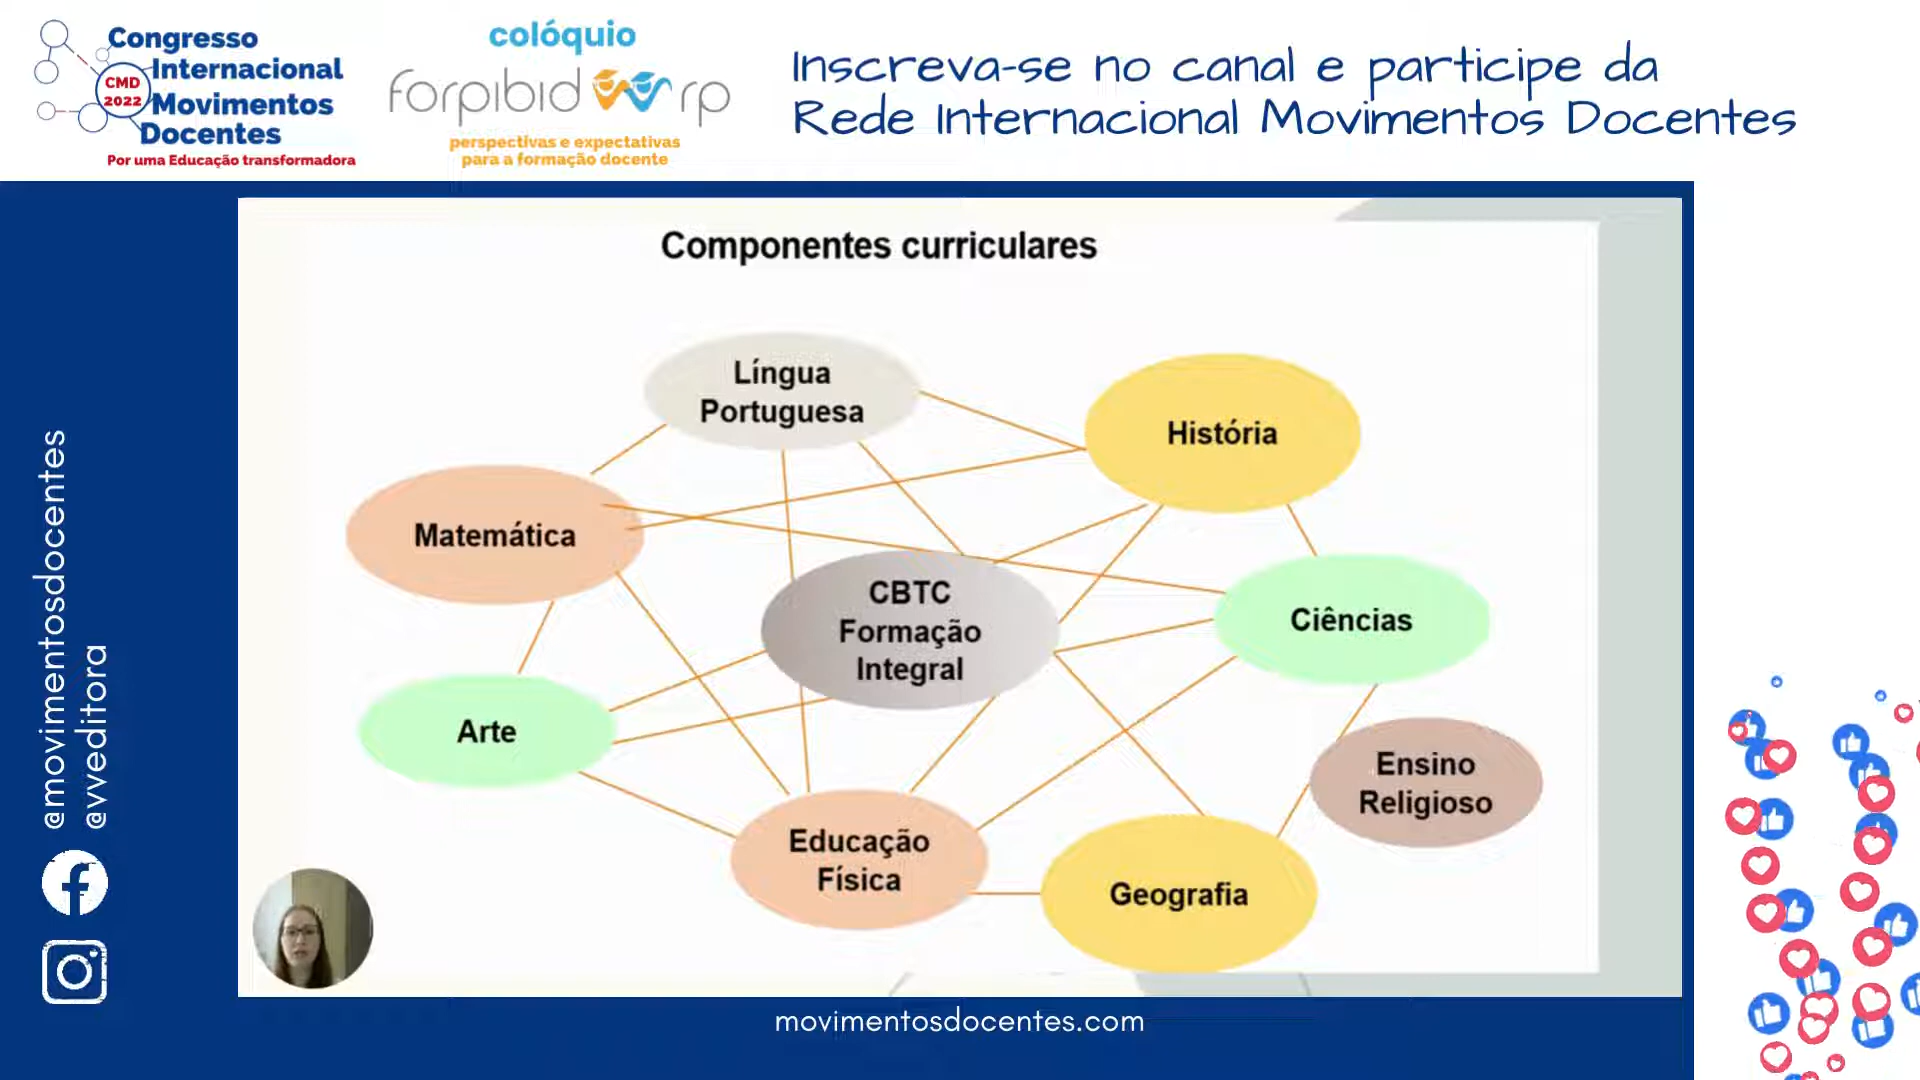 Congresso
Internacional
CMD
2022
Movimentos
Docentes
Por uma Educação transformadora
colóquio
forpibid rp
perspectivas e expectativas
para a formação docente
Inscreva-se no canal e participe da
Rede Internacional Movimentos Docentes
Componentes curriculares
Língua
Portuguesa
História
Matemática
CBTC
Formação
Integral
Ciências
Arte
Ensino
Religioso
Educação
Física
Geografia
@movimentosdocentes
@vveditora
movimentosdocentes.com